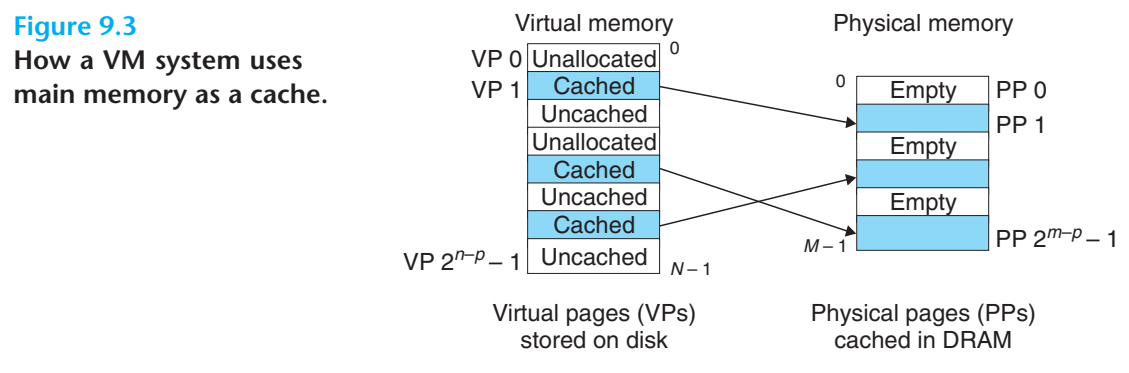 Figure 9.3
How a VM system uses
main memory as a cache.
Virtual memory
Physical memory
VP 0 Unallocated 0
VP 1 Cached
Uncached
Unallocated
Cached
Uncached
Cached
VP 2^{n–p} – 1 Uncached N – 1
0 Empty PP 0
PP 1
Empty
Empty
M – 1 PP 2^{m–p} – 1
Virtual pages (VPs)
stored on disk
Physical pages (PPs)
cached in DRAM